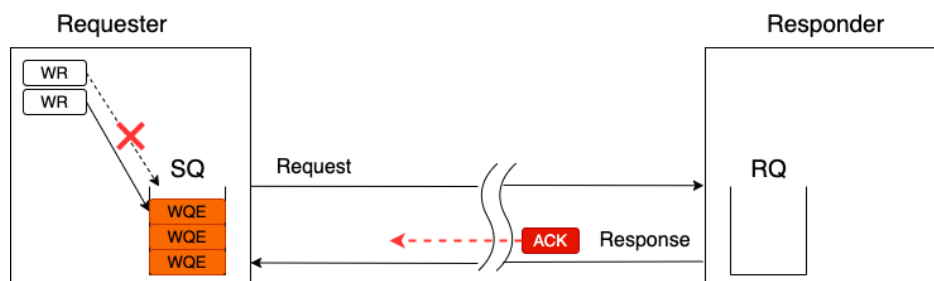 Requester
Responder
WR
WR
SQ
Request
RQ
WQE
WQE
ACK
Response
WQE